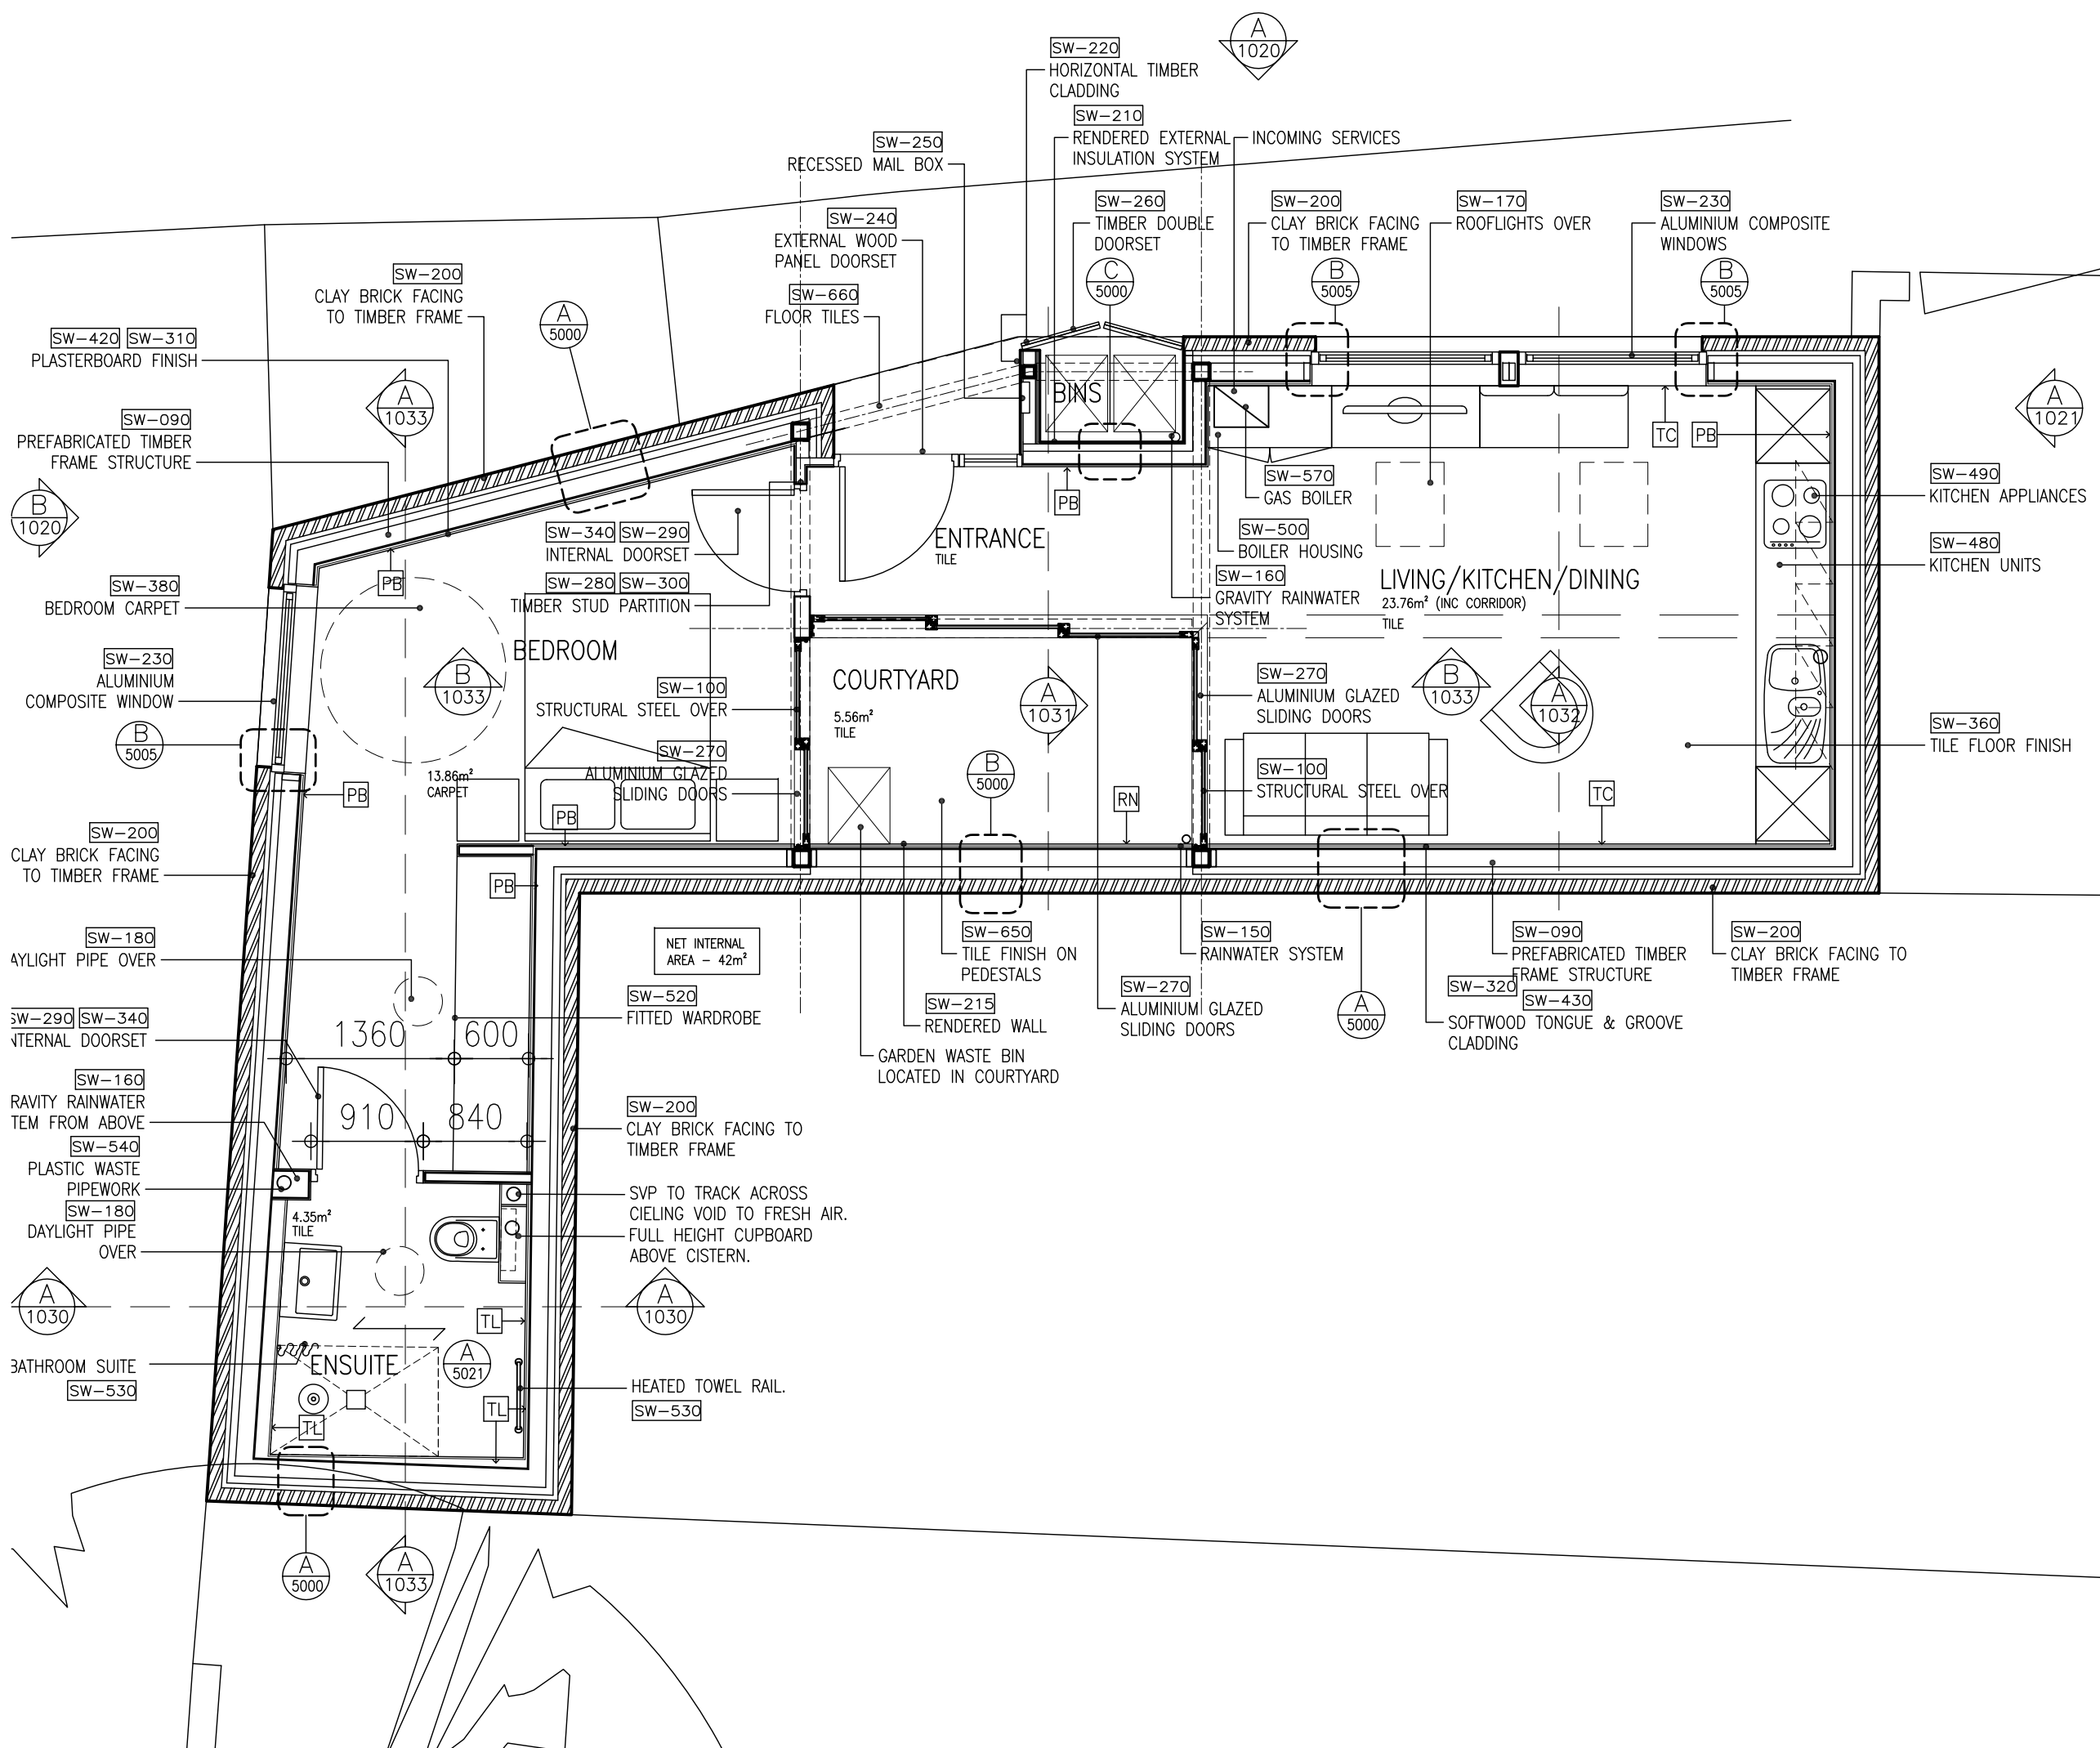 A
1020
SW-220
HORIZONTAL TIMBER
CLADDING
SW-210
RENDERED EXTERNAL
INSULATION SYSTEM
INCOMING SERVICES
SW-250
RECESSED MAIL BOX
SW-240
EXTERNAL WOOD
PANEL DOORSET
SW-660
FLOOR TILES
SW-260
TIMBER DOUBLE
DOORSET
C
5000
SW-200
CLAY BRICK FACING
TO TIMBER FRAME
B
5005
SW-170
ROOFLIGHTS OVER
SW-230
ALUMINIUM COMPOSITE
WINDOWS
B
5005
SW-200
CLAY BRICK FACING
TO TIMBER FRAME
A
5000
SW-420 SW-310
PLASTERBOARD FINISH
A
1033
SW-090
PREFABRICATED TIMBER
FRAME STRUCTURE
B
1020
BINS
TC
PB
A
1021
SW-490
KITCHEN APPLIANCES
SW-480
KITCHEN UNITS
SW-570
GAS BOILER
SW-500
BOILER HOUSING
SW-160
GRAVITY RAINWATER
SYSTEM
PB
ENTRANCE
TILE
LIVING/KITCHEN/DINING
23.76m² (INC CORRIDOR)
TILE
SW-340 SW-290
INTERNAL DOORSET
SW-280 SW-300
TIMBER STUD PARTITION
PB
SW-380
BEDROOM CARPET
SW-230
ALUMINIUM
COMPOSITE WINDOW
B
5005
BEDROOM
B
1033
13.86m²
CARPET
PB
PB
SW-100
STRUCTURAL STEEL OVER
SW-270
ALUMINIUM GLAZED
SLIDING DOORS
COURTYARD
5.56m²
TILE
A
1031
B
5000
RN
SW-270
ALUMINIUM GLAZED
SLIDING DOORS
SW-100
STRUCTURAL STEEL OVER
B
1033
A
1032
TC
SW-360
TILE FLOOR FINISH
SW-200
CLAY BRICK FACING
TO TIMBER FRAME
PB
NET INTERNAL
AREA - 42m²
SW-650
TILE FINISH ON
PEDESTALS
SW-150
RAINWATER SYSTEM
SW-090
PREFABRICATED TIMBER
FRAME STRUCTURE
SW-200
CLAY BRICK FACING TO
TIMBER FRAME
SW-180
AYLIGHT PIPE OVER
SW-520
FITTED WARDROBE
SW-215
RENDERED WALL
GARDEN WASTE BIN
LOCATED IN COURTYARD
SW-270
ALUMINIUM GLAZED
SLIDING DOORS
A
5000
SW-320
SW-430
SOFTWOOD TONGUE & GROOVE
CLADDING
SW-290 SW-340
NTERNAL DOORSET
1360 600
910 840
SW-160
RAVITY RAINWATER
TEM FROM ABOVE
SW-540
PLASTIC WASTE
PIPEWORK
SW-180
DAYLIGHT PIPE
OVER
SW-200
CLAY BRICK FACING TO
TIMBER FRAME
SVP TO TRACK ACROSS
CIELING VOID TO FRESH AIR.
FULL HEIGHT CUPBOARD
ABOVE CISTERN.
4.35m²
TILE
A
1030
A
1030
TL
BATHROOM SUITE
SW-530
ENSUITE
A
5021
HEATED TOWEL RAIL.
SW-530
TL
TL
A
5000
A
1033